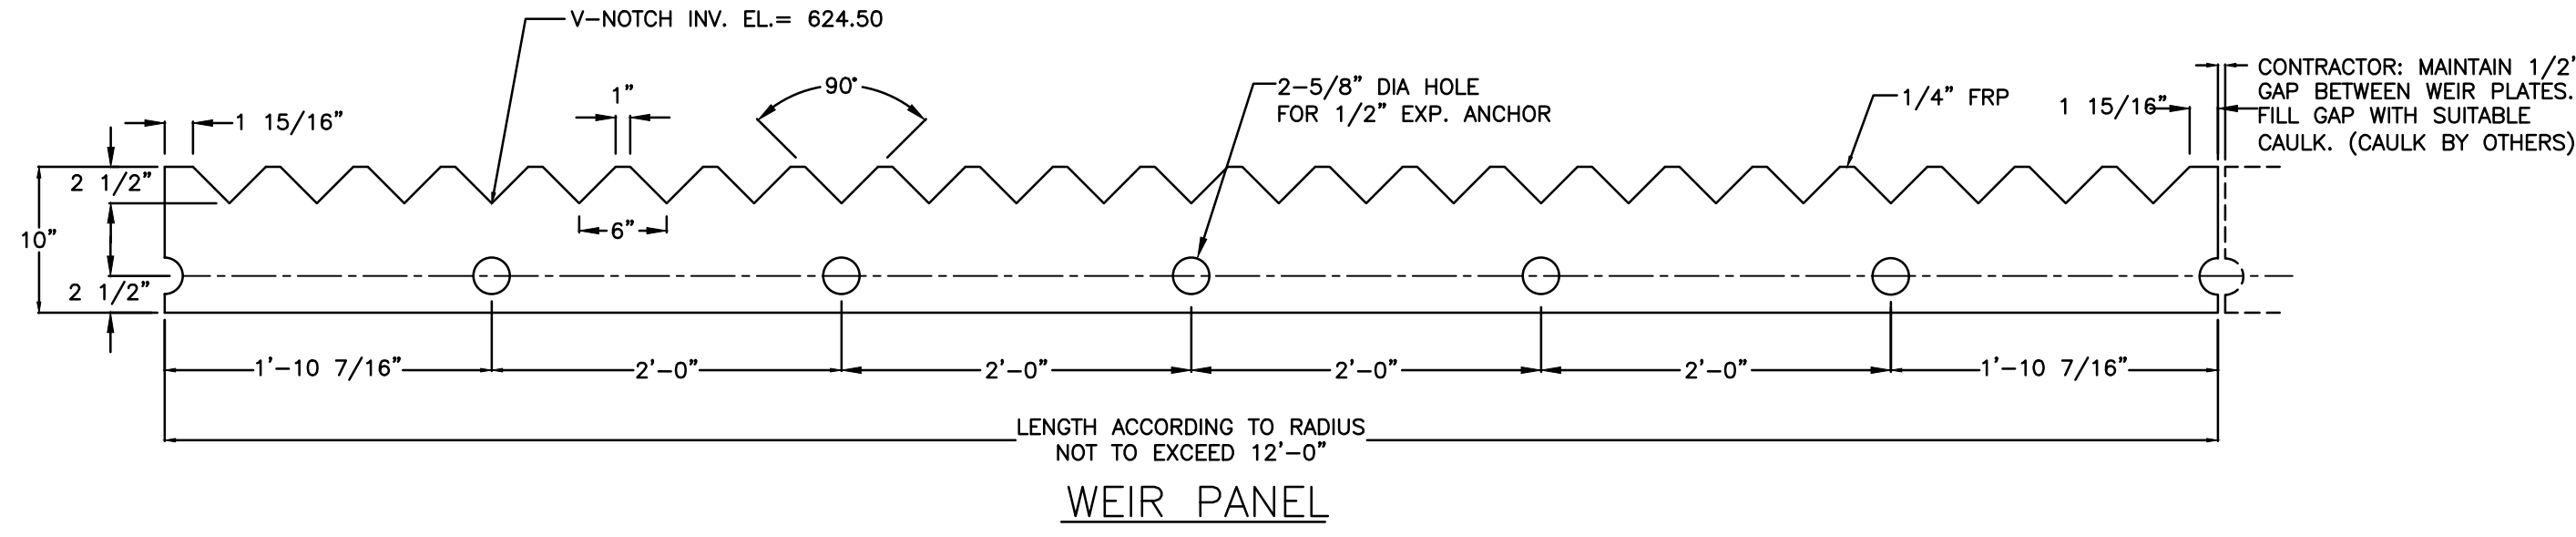 V-NOTCH INV. EL.= 624.50
CONTRACTOR: MAINTAIN 1/2"
GAP BETWEEN WEIR PLATES.
FILL GAP WITH SUITABLE
CAULK. (CAULK BY OTHERS)
1"
90°
2-5/8" DIA HOLE
FOR 1/2" EXP. ANCHOR
1/4" FRP
1 15/16"
1 15/16"
2 1/2"
6"
10"
2 1/2"
1'-10 7/16"
2'-0"
2'-0"
2'-0"
2'-0"
1'-10 7/16"
LENGTH ACCORDING TO RADIUS
NOT TO EXCEED 12'-0"
WEIR PANEL